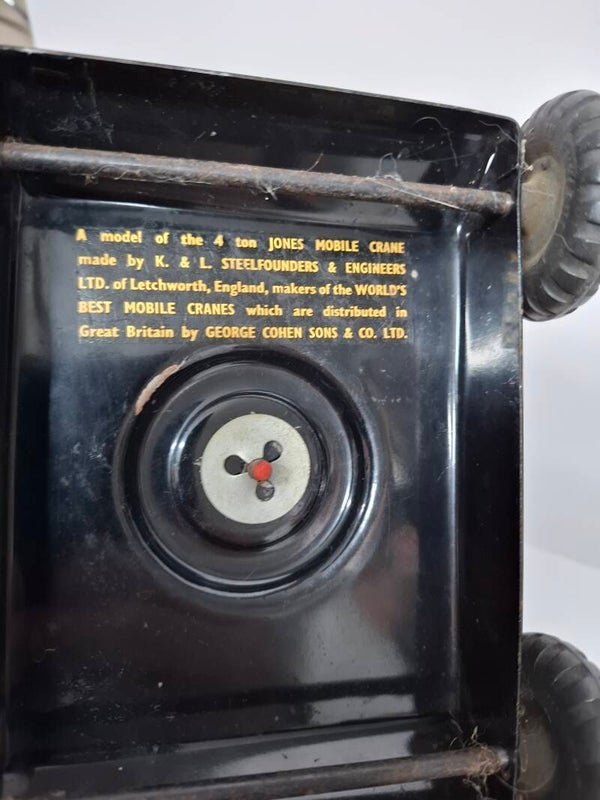 A model of the 4 ton JONES MOBILE CRANE
made by K. & L. STEELFOUNDERS & ENGINEERS
LTD. of Letchworth, England, makers of the WORLD'S
BEST MOBILE CRANES which are distributed in
Great Britain by GEORGE COHEN SONS & CO. LTD.